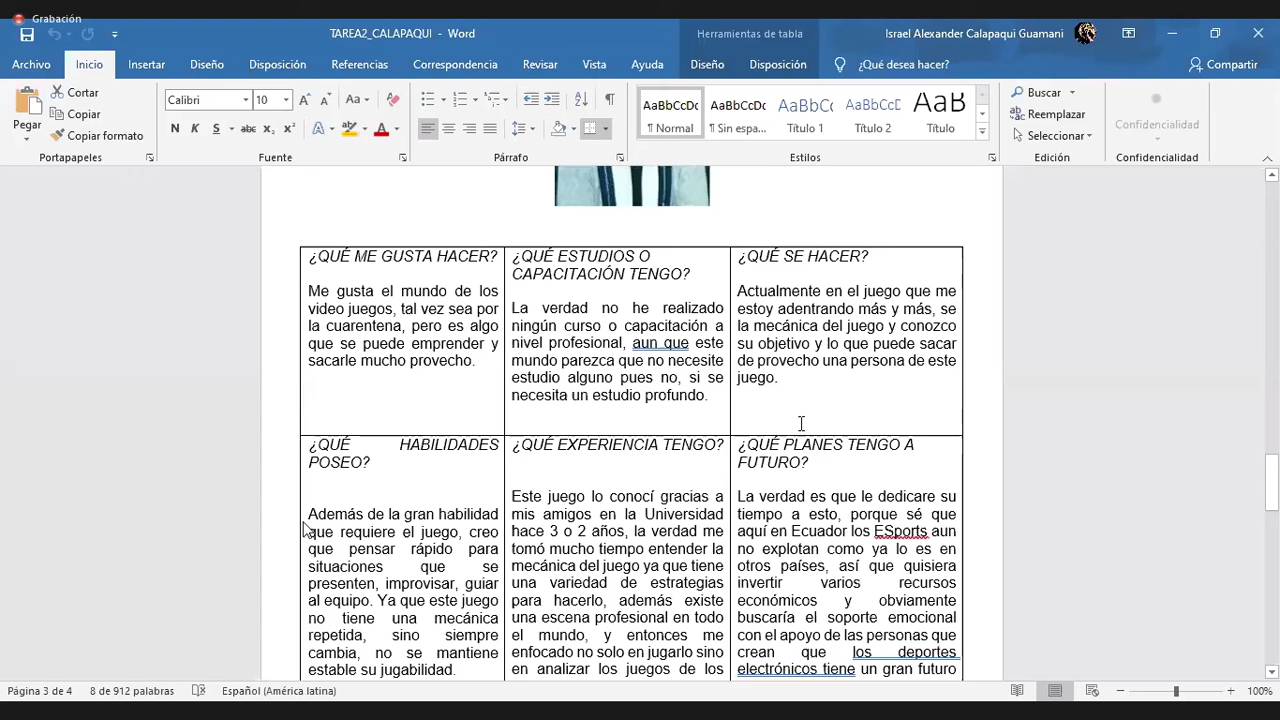 Grabación
TAREA2_CALAPAQUI - Word
Herramientas de tabla
Israel Alexander Calapaqui Guamani
Archivo
Inicio
Insertar
Diseño
Disposición
Referencias
Correspondencia
Revisar
Vista
Ayuda
Diseño
Disposición
¿Qué desea hacer?
Compartir
Pegar
Cortar
Copiar
Copiar formato
Portapapeles
Calibri
10
Aa
N K S abc x₂ x²
Fuente
Párrafo
AaBbCcDc
¶ Normal
AaBbCcDc
¶ Sin espa...
AaBbCc
Título 1
AaBbCcD
Título 2
AaB
Título
Estilos
Buscar
Reemplazar
Seleccionar
Edición
Confidencialidad
Confidencialidad
¿QUÉ ME GUSTA HACER?
Me gusta el mundo de los
video juegos, tal vez sea por
la cuarentena, pero es algo
que se puede emprender y
sacarle mucho provecho.
¿QUÉ ESTUDIOS O
CAPACITACIÓN TENGO?
La verdad no he realizado
ningún curso o capacitación a
nivel profesional, aun que este
mundo parezca que no necesite
estudio alguno pues no, si se
necesita un estudio profundo.
¿QUÉ SE HACER?
Actualmente en el juego que me
estoy adentrando más y más, se
la mecánica del juego y conozco
su objetivo y lo que puede sacar
de provecho una persona de este
juego.
¿QUÉ HABILIDADES
POSEO?
Además de la gran habilidad
que requiere el juego, creo
que pensar rápido para
situaciones que se
presenten, improvisar, guiar
al equipo. Ya que este juego
no tiene una mecánica
repetida, sino siempre
cambia, no se mantiene
estable su jugabilidad.
¿QUÉ EXPERIENCIA TENGO?
Este juego lo conocí gracias a
mis amigos en la Universidad
hace 3 o 2 años, la verdad me
tomó mucho tiempo entender la
mecánica del juego ya que tiene
una variedad de estrategias
para hacerlo, además existe
una escena profesional en todo
el mundo, y entonces me
enfocado no solo en jugarlo sino
en analizar los juegos de los
¿QUÉ PLANES TENGO A
FUTURO?
La verdad es que le dedicare su
tiempo a esto, porque sé que
aquí en Ecuador los ESports aun
no explotan como ya lo es en
otros países, así que quisiera
invertir varios recursos
económicos y obviamente
buscaría el soporte emocional
con el apoyo de las personas que
crean que los deportes
electrónicos tiene un gran futuro
Página 3 de 4
8 de 912 palabras
Español (América latina)
100%